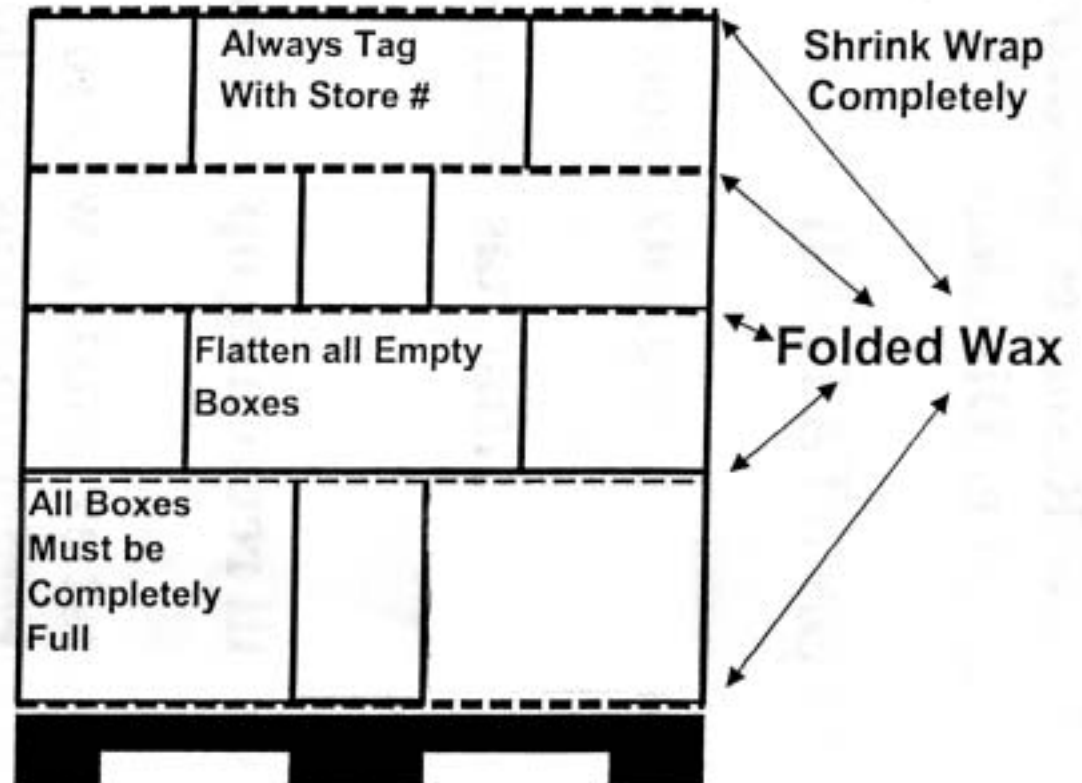 Always Tag
With Store #
Shrink Wrap
Completely
Flatten all Empty
Boxes
Folded Wax
All Boxes
Must be
Completely
Full